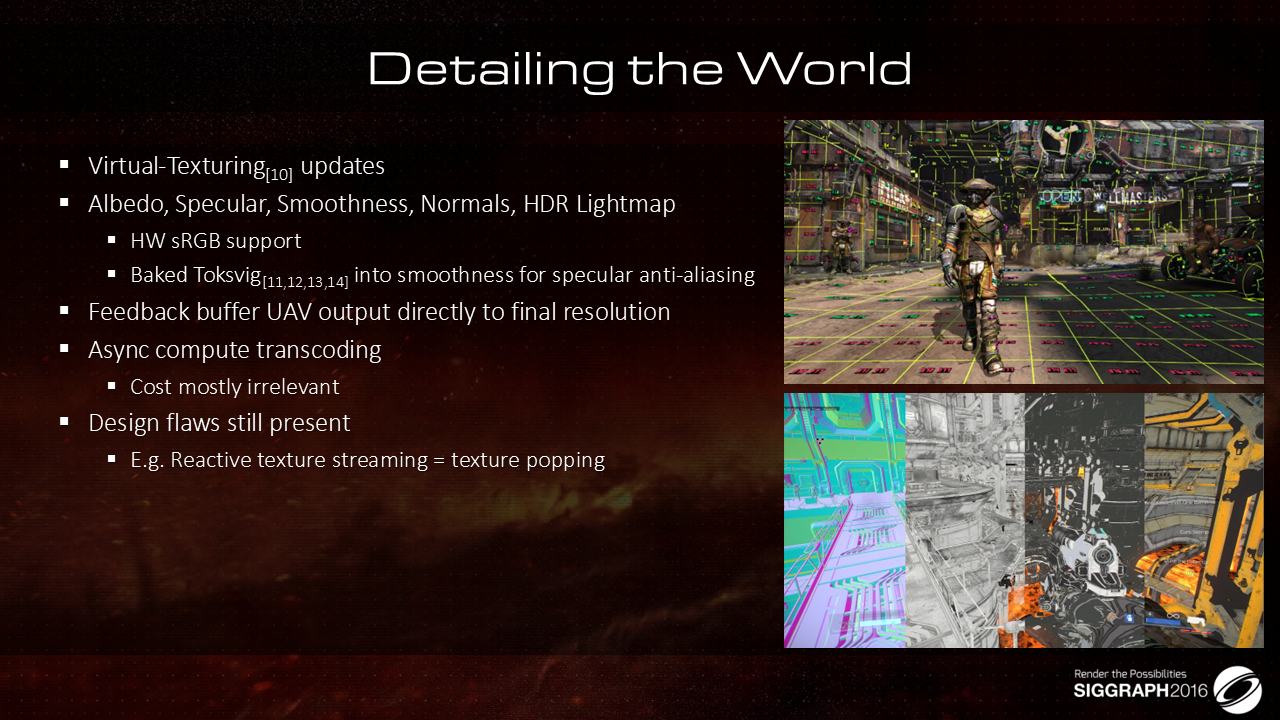 Detailing the World
▪ Virtual-Texturing[10] updates
▪ Albedo, Specular, Smoothness, Normals, HDR Lightmap
▪ HW sRGB support
▪ Baked Toksvig[11,12,13,14] into smoothness for specular anti-aliasing
▪ Feedback buffer UAV output directly to final resolution
▪ Async compute transcoding
▪ Cost mostly irrelevant
▪ Design flaws still present
▪ E.g. Reactive texture streaming = texture popping
OPEN
Render the Possibilities
SIGGRAPH2016